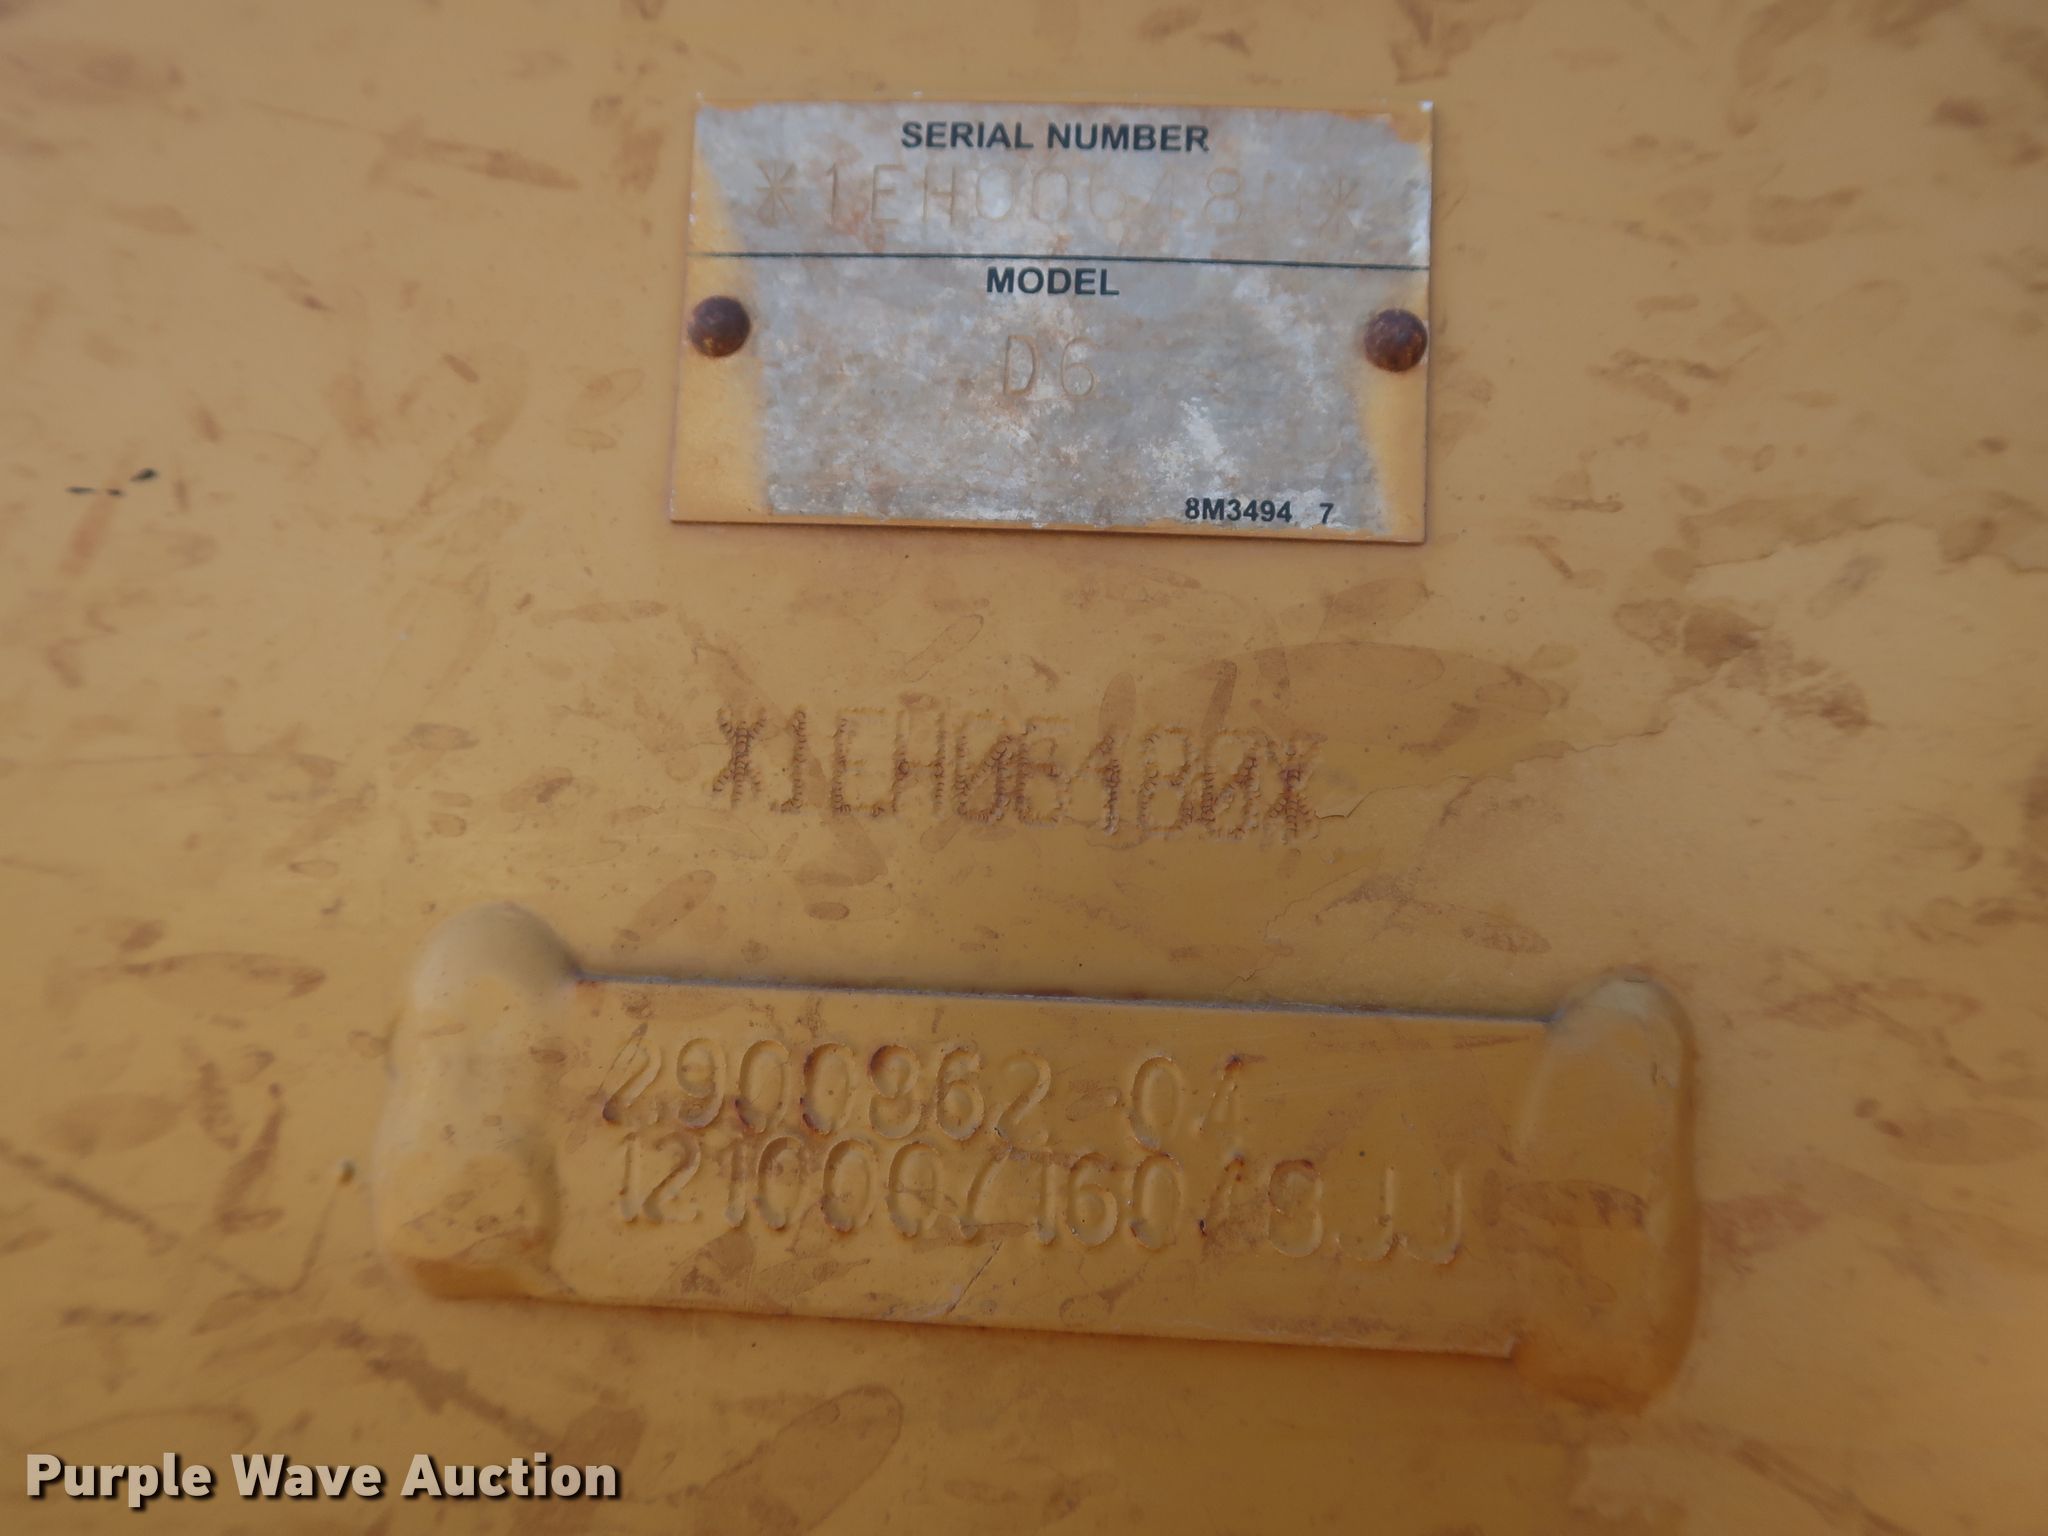 SERIAL NUMBER
*1EH00648 *
MODEL
D6
8M3494 7
2900862-04
Purple Wave Auction